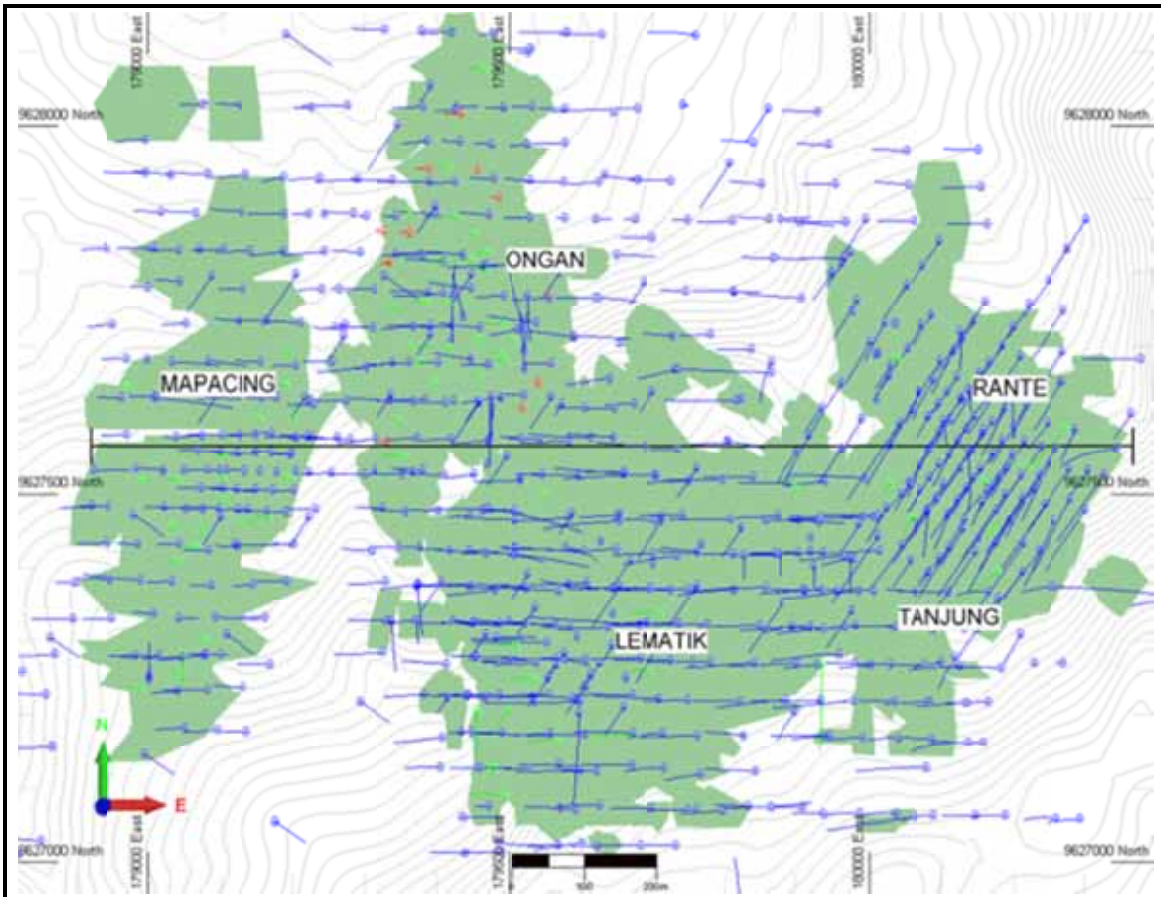 179000 East
179500 East
180000 East
9628000 North
9628000 North
ONGAN
MAPACING
RANTE
9627500 North
9627500 North
TANJUNG
LEMATIK
N
E
179000 East
179500 East
180000 East
9627000 North
9627000 North
0
100
200m